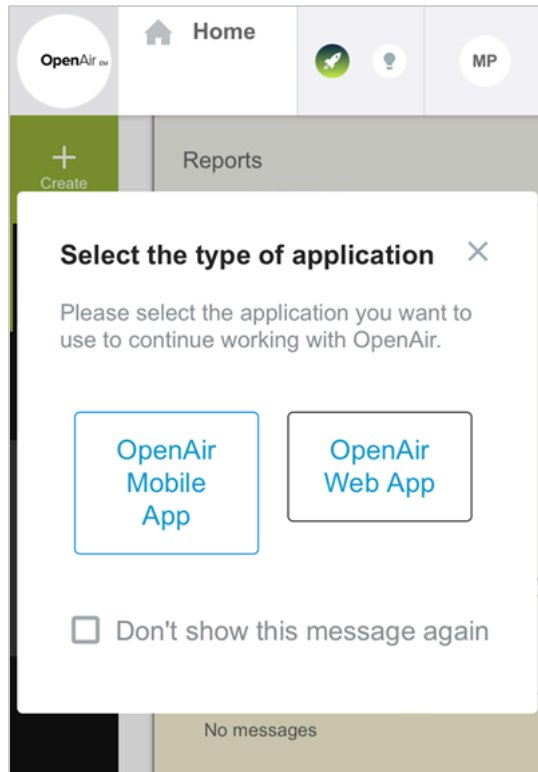 OpenAir SM
Home
MP
Create
Reports
Select the type of application
Please select the application you want to
use to continue working with OpenAir.
OpenAir
Mobile
App
OpenAir
Web App
Don't show this message again
No messages